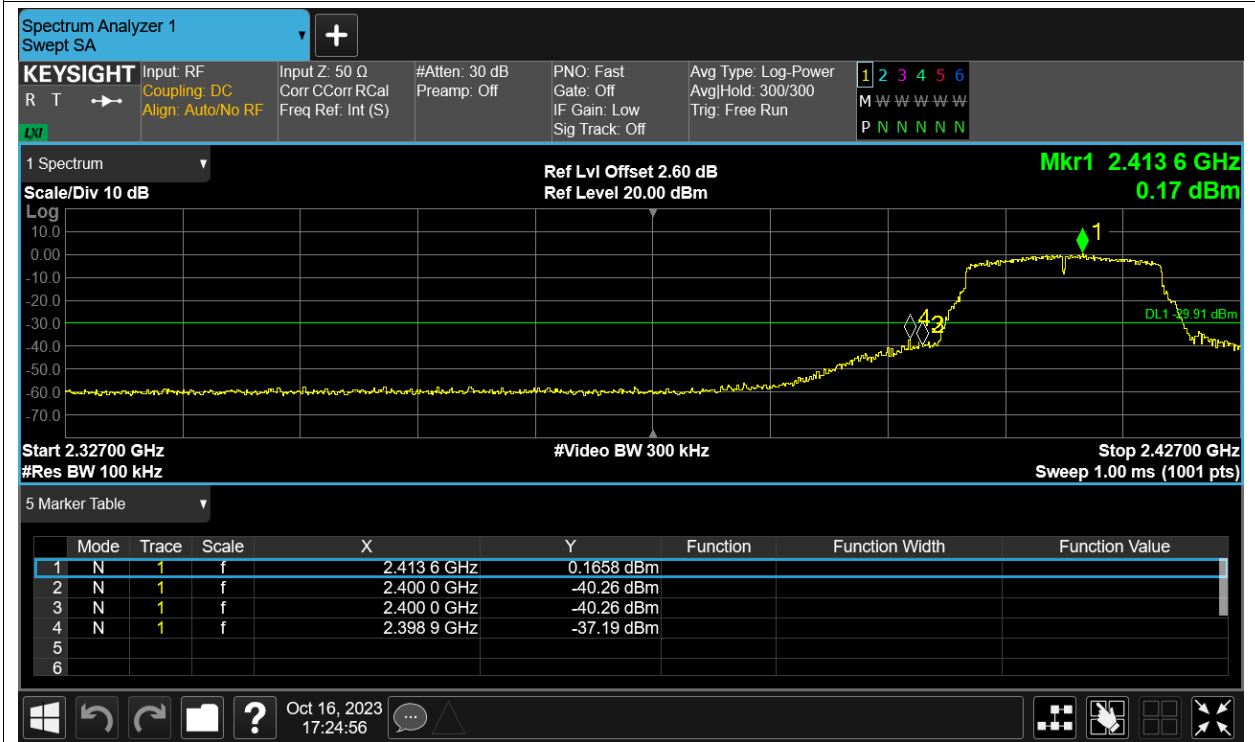 Spectrum Analyzer 1
Swept SA
KEYSIGHT
R T
LXI
Input: RF
Coupling: DC
Align: Auto/No RF
Input Z: 50 Ω
Corr CCorr RCal
Freq Ref: Int (S)
#Atten: 30 dB
Preamp: Off
PNO: Fast
Gate: Off
IF Gain: Low
Sig Track: Off
Avg Type: Log-Power
Avg|Hold: 300/300
Trig: Free Run
1 2 3 4 5 6
M W W W W W
P N N N N N
1 Spectrum
Scale/Div 10 dB
Ref Lvl Offset 2.60 dB
Ref Level 20.00 dBm
Mkr1 2.413 6 GHz
0.17 dBm
Log
10.0
0.00
-10.0
-20.0
-30.0
-40.0
-50.0
-60.0
-70.0
1
4
2
DL1 -29.91 dBm
Start 2.32700 GHz
#Video BW 300 kHz
Stop 2.42700 GHz
#Res BW 100 kHz
Sweep 1.00 ms (1001 pts)
5 Marker Table
Mode Trace Scale X Y Function Function Width Function Value
1 N 1 f 2.413 6 GHz 0.1658 dBm
2 N 1 f 2.400 0 GHz -40.26 dBm
3 N 1 f 2.400 0 GHz -40.26 dBm
4 N 1 f 2.398 9 GHz -37.19 dBm
5
6
?
Oct 16, 2023
17:24:56